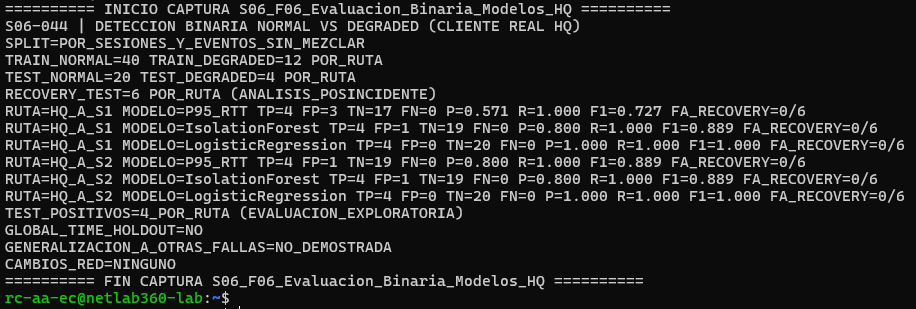 ========== INICIO CAPTURA S06_F06_Evaluacion_Binaria_Modelos_HQ ==========
S06-044 | DETECCION BINARIA NORMAL VS DEGRADED (CLIENTE REAL HQ)
SPLIT=POR_SESIONES_Y_EVENTOS_SIN_MEZCLAR
TRAIN_NORMAL=40 TRAIN_DEGRADED=12 POR_RUTA
TEST_NORMAL=20 TEST_DEGRADED=4 POR_RUTA
RECOVERY_TEST=6 POR_RUTA (ANALISIS_POSINCIDENTE)
RUTA=HQ_A_S1 MODELO=P95_RTT TP=4 FP=3 TN=17 FN=0 P=0.571 R=1.000 F1=0.727 FA_RECOVERY=0/6
RUTA=HQ_A_S1 MODELO=IsolationForest TP=4 FP=1 TN=19 FN=0 P=0.800 R=1.000 F1=0.889 FA_RECOVERY=0/6
RUTA=HQ_A_S1 MODELO=LogisticRegression TP=4 FP=0 TN=20 FN=0 P=1.000 R=1.000 F1=1.000 FA_RECOVERY=0/6
RUTA=HQ_A_S2 MODELO=P95_RTT TP=4 FP=1 TN=19 FN=0 P=0.800 R=1.000 F1=0.889 FA_RECOVERY=0/6
RUTA=HQ_A_S2 MODELO=IsolationForest TP=4 FP=1 TN=19 FN=0 P=0.800 R=1.000 F1=0.889 FA_RECOVERY=0/6
RUTA=HQ_A_S2 MODELO=LogisticRegression TP=4 FP=0 TN=20 FN=0 P=1.000 R=1.000 F1=1.000 FA_RECOVERY=0/6
TEST_POSITIVOS=4_POR_RUTA (EVALUACION_EXPLORATORIA)
GLOBAL_TIME_HOLDOUT=NO
GENERALIZACION_A_OTRAS_FALLAS=NO_DEMOSTRADA
CAMBIOS_RED=NINGUNO
========== FIN CAPTURA S06_F06_Evaluacion_Binaria_Modelos_HQ ==========
rc-aa-ec@netlab360-lab:~$